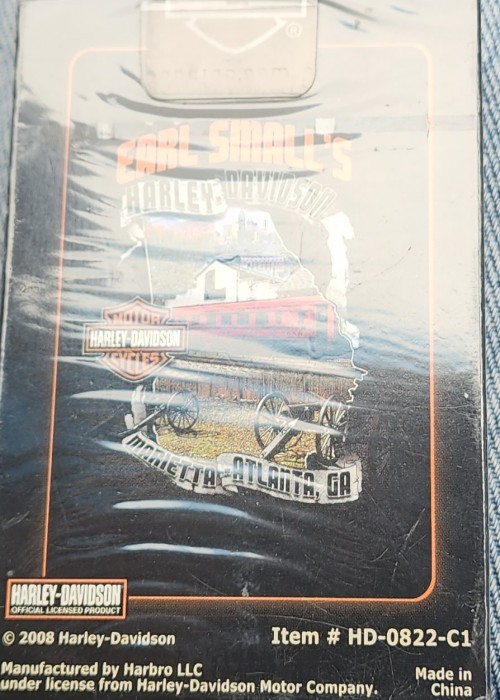 ®
EARL SMALL'S
HARLEY-DAVIDSON
MOTOR
HARLEY-DAVIDSON
CYCLES
MARIETTA-ATLANTA, GA
HARLEY-DAVIDSON
OFFICIAL LICENSED PRODUCT
© 2008 Harley-Davidson
Item # HD-0822-C1
Manufactured by Harbro LLC
under license from Harley-Davidson Motor Company.
Made in
China